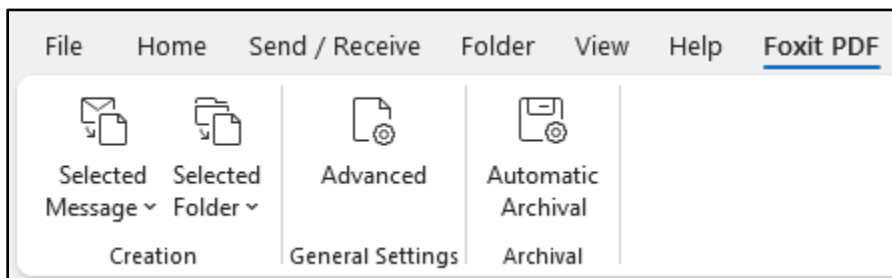 File Home Send / Receive Folder View Help Foxit PDF
Selected Selected Advanced Automatic
Message Folder Archival
Creation General Settings Archival